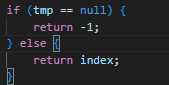 if (tmp == null) {
    return -1;
} else {
    return index;
}